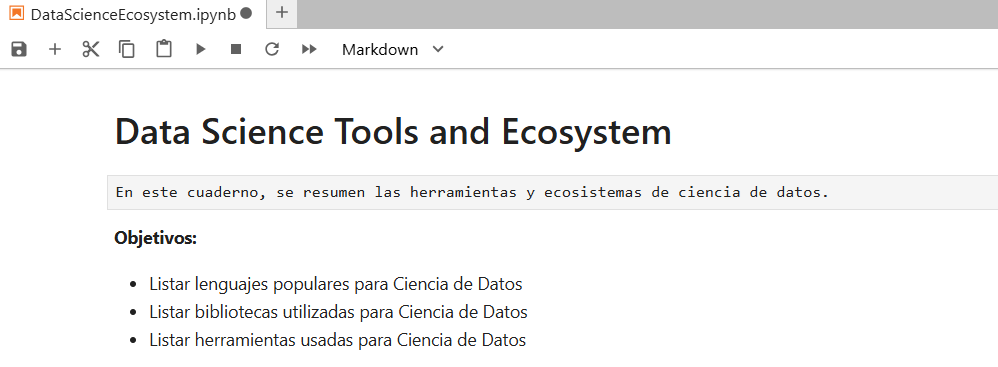 DataScienceEcosystem.ipynb
Markdown
Data Science Tools and Ecosystem
En este cuaderno, se resumen las herramientas y ecosistemas de ciencia de datos.
Objetivos:
• Listar lenguajes populares para Ciencia de Datos
• Listar bibliotecas utilizadas para Ciencia de Datos
• Listar herramientas usadas para Ciencia de Datos